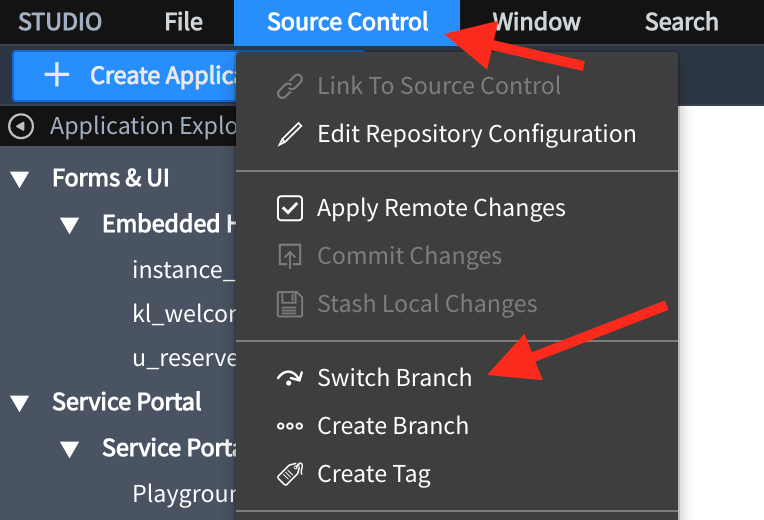 STUDIO File Source Control Window Search
+ Create Applica
Application Explo
Forms & UI
Embedded H
instance_
kl_welcom
u_reserve
Service Portal
Service Porta
Playgroun
Link To Source Control
Edit Repository Configuration
Apply Remote Changes
Commit Changes
Stash Local Changes
Switch Branch
Create Branch
Create Tag